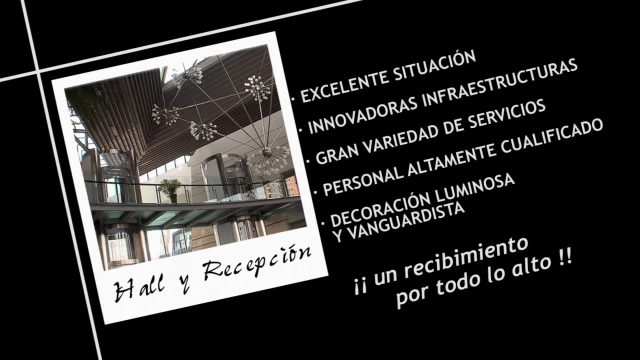 · EXCELENTE SITUACIÓN
· INNOVADORAS INFRAESTRUCTURAS
· GRAN VARIEDAD DE SERVICIOS
· PERSONAL ALTAMENTE CUALIFICADO
· DECORACIÓN LUMINOSA
Y VANGUARDISTA
Hall y Recepción
¡¡ un recibimiento
por todo lo alto !!